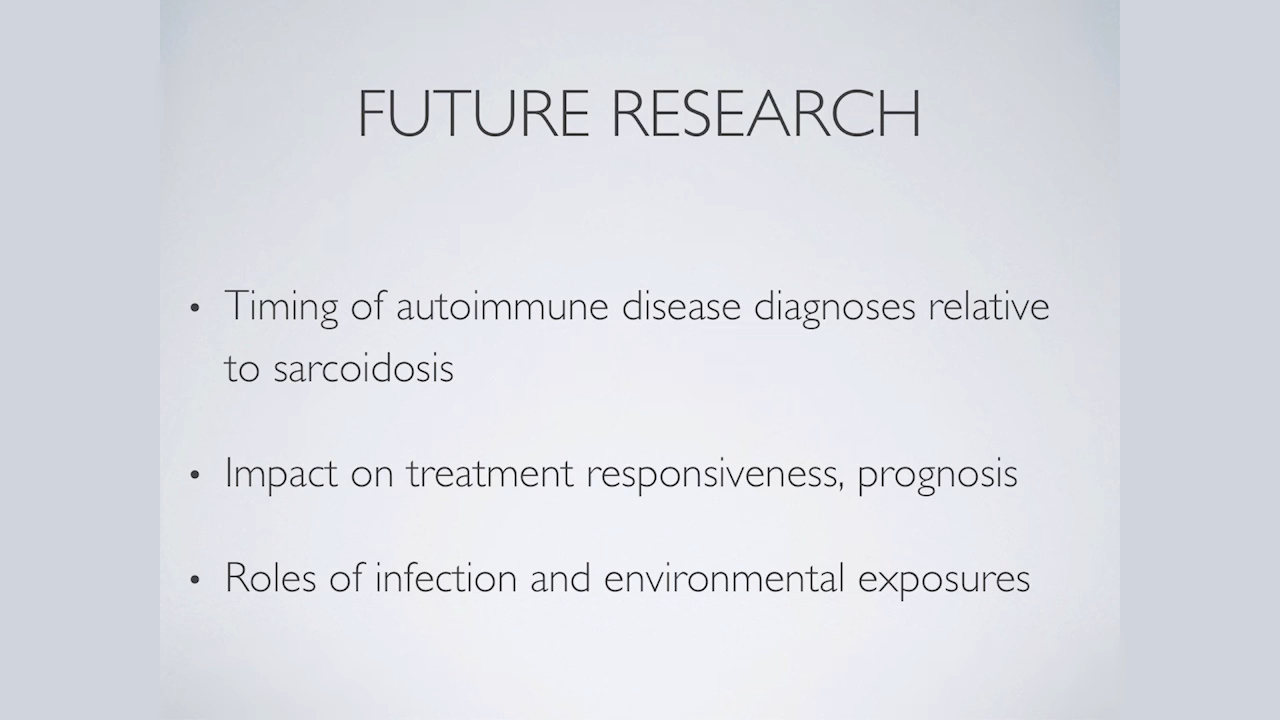 FUTURE RESEARCH
• Timing of autoimmune disease diagnoses relative
to sarcoidosis
• Impact on treatment responsiveness, prognosis
• Roles of infection and environmental exposures